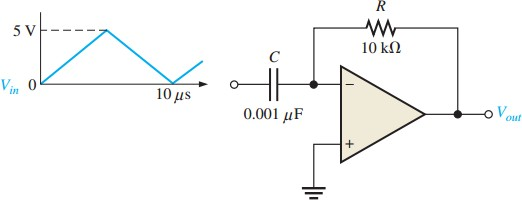 R
5 V
10 kΩ
C
V_in 0
10 μs
0.001 μF
−
+
V_out